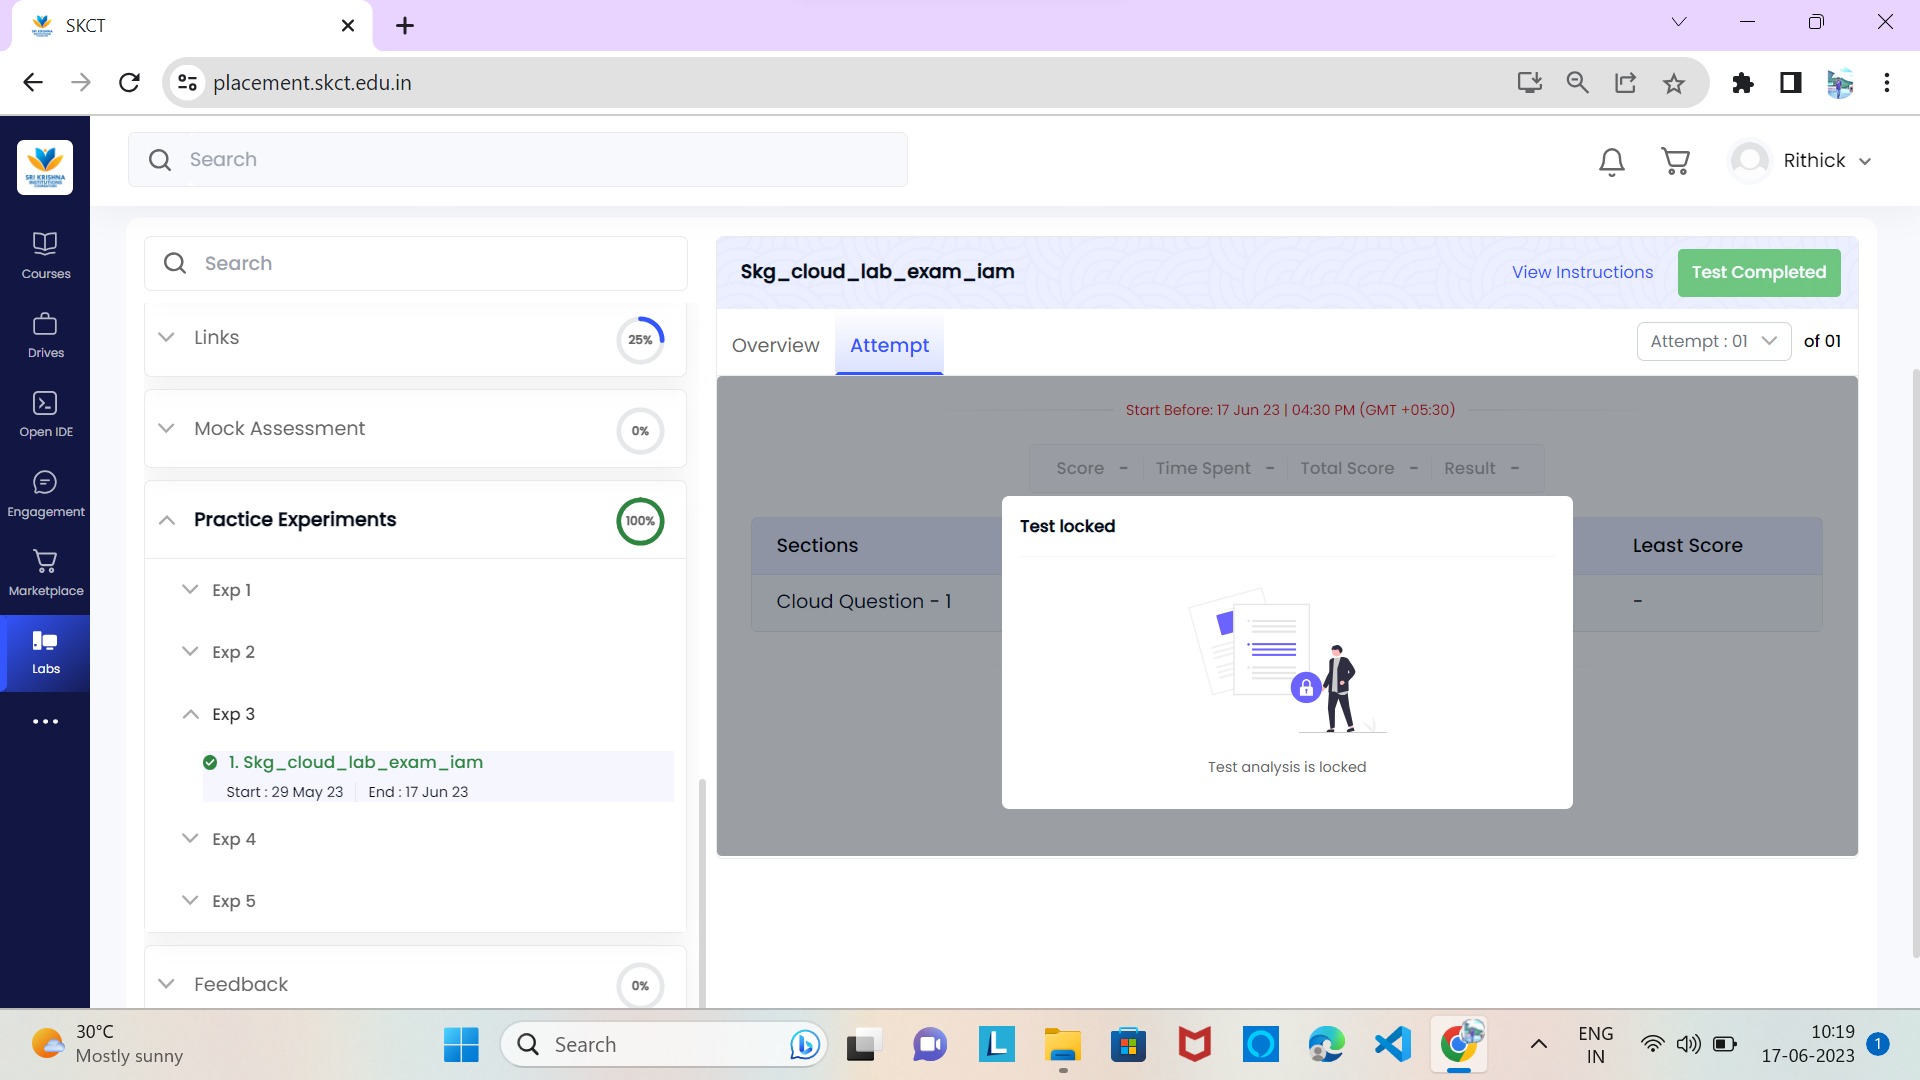 SKCT
placement.skct.edu.in
SRI KRISHNA
INSTITUTIONS
Search
Rithick
Courses
Drives
Open IDE
Engagement
Marketplace
Labs
Search
Links
25%
Mock Assessment
0%
Practice Experiments
100%
Exp 1
Exp 2
Exp 3
1. Skg_cloud_lab_exam_iam
Start : 29 May 23 End : 17 Jun 23
Exp 4
Exp 5
Feedback
0%
Skg_cloud_lab_exam_iam
View Instructions
Test Completed
Overview
Attempt
Attempt : 01
of 01
Start Before: 17 Jun 23 | 04:30 PM (GMT +05:30)
Score - Time Spent - Total Score - Result -
Sections
Least Score
Cloud Question - 1
-
Test locked
Test analysis is locked
30°C
Mostly sunny
Search
ENG
IN
10:19
17-06-2023
1